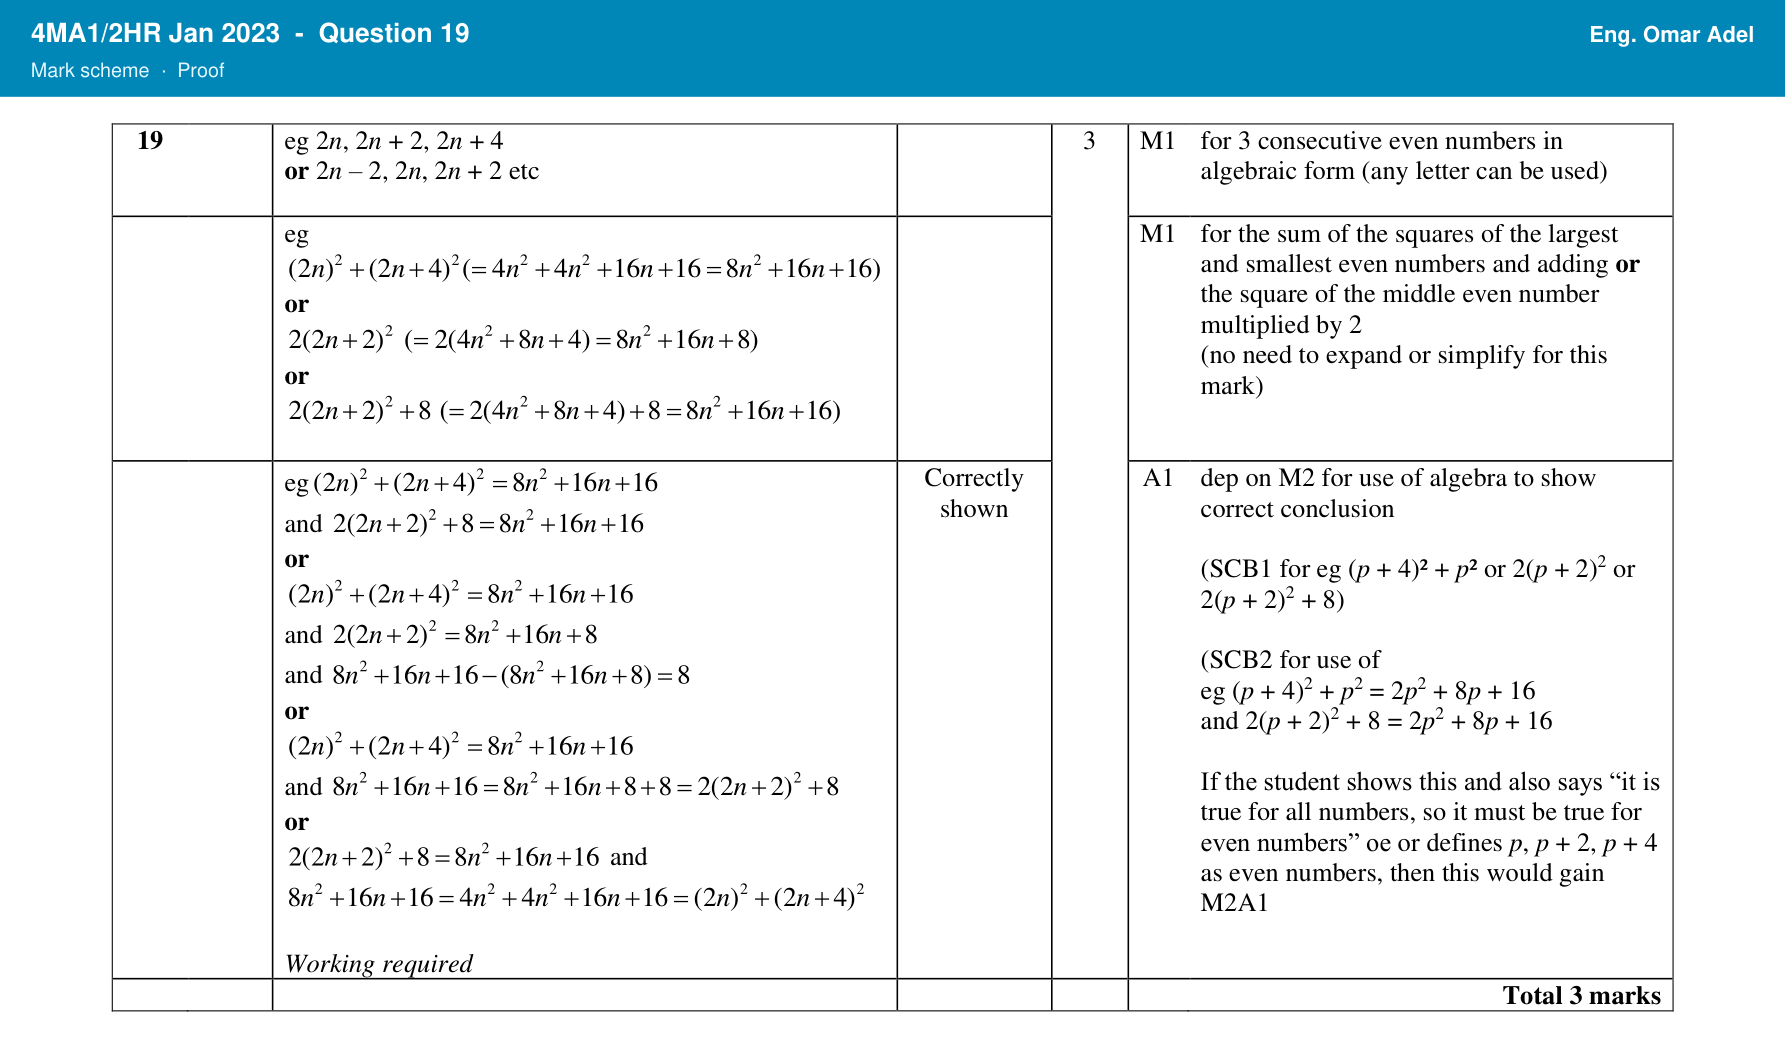 4MA1/2HR Jan 2023 - Question 19
Eng. Omar Adel
Mark scheme · Proof
19
eg 2n, 2n + 2, 2n + 4
or 2n – 2, 2n, 2n + 2 etc
3
M1 for 3 consecutive even numbers in
algebraic form (any letter can be used)
eg
(2n)² + (2n + 4)² (= 4n² + 4n² + 16n + 16 = 8n² + 16n + 16)
or
2(2n + 2)² (= 2(4n² + 8n + 4) = 8n² + 16n + 8)
or
2(2n + 2)² + 8 (= 2(4n² + 8n + 4) + 8 = 8n² + 16n + 16)
M1 for the sum of the squares of the largest
and smallest even numbers and adding or
the square of the middle even number
multiplied by 2
(no need to expand or simplify for this
mark)
eg (2n)² + (2n + 4)² = 8n² + 16n + 16
and 2(2n + 2)² + 8 = 8n² + 16n + 16
or
(2n)² + (2n + 4)² = 8n² + 16n + 16
and 2(2n + 2)² = 8n² + 16n + 8
and 8n² + 16n + 16 – (8n² + 16n + 8) = 8
or
(2n)² + (2n + 4)² = 8n² + 16n + 16
and 8n² + 16n + 16 = 8n² + 16n + 8 + 8 = 2(2n + 2)² + 8
or
2(2n + 2)² + 8 = 8n² + 16n + 16 and
8n² + 16n + 16 = 4n² + 4n² + 16n + 16 = (2n)² + (2n + 4)²
Working required
Correctly
shown
A1 dep on M2 for use of algebra to show
correct conclusion
(SCB1 for eg (p + 4)² + p² or 2(p + 2)² or
2(p + 2)² + 8)
(SCB2 for use of
eg (p + 4)² + p² = 2p² + 8p + 16
and 2(p + 2)² + 8 = 2p² + 8p + 16
If the student shows this and also says “it is
true for all numbers, so it must be true for
even numbers” oe or defines p, p + 2, p + 4
as even numbers, then this would gain
M2A1
Total 3 marks